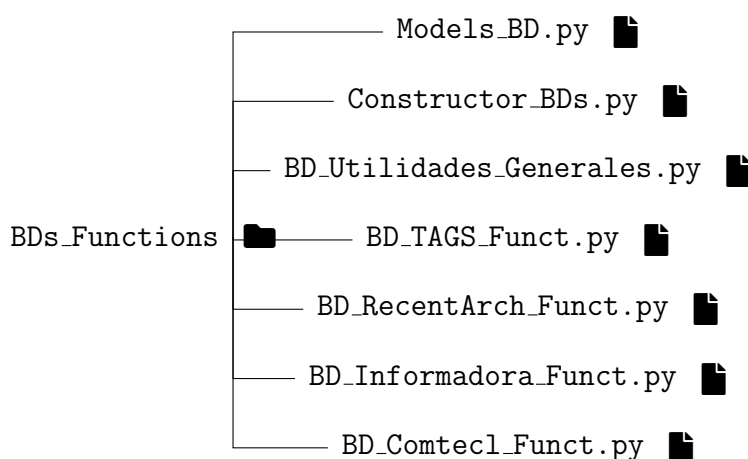 Models_BD.py
Constructor_BDs.py
BD_Utilidades_Generales.py
BDs_Functions
BD_TAGS_Funct.py
BD_RecentArch_Funct.py
BD_Informadora_Funct.py
BD_Comtecl_Funct.py